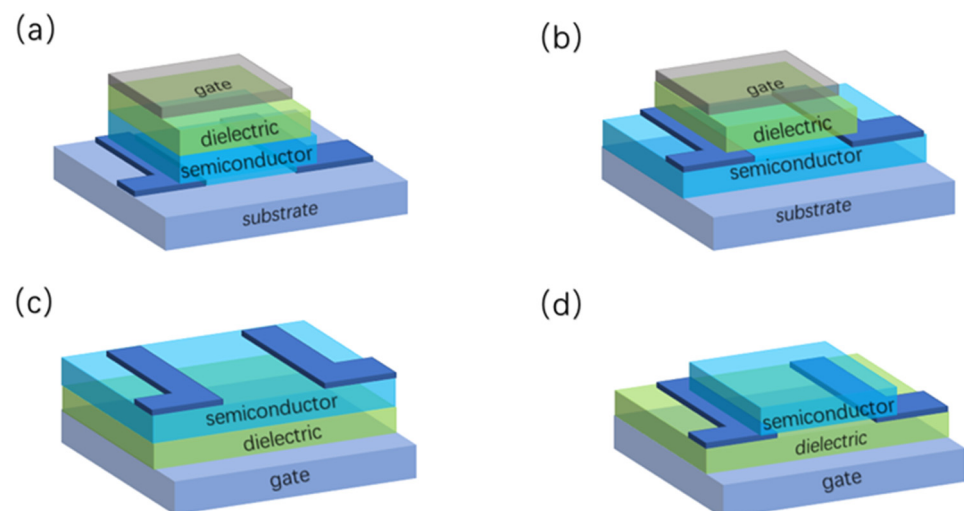 (a)
gate
dielectric
semiconductor
substrate
(b)
gate
dielectric
semiconductor
substrate
(c)
semiconductor
dielectric
gate
(d)
semiconductor
dielectric
gate